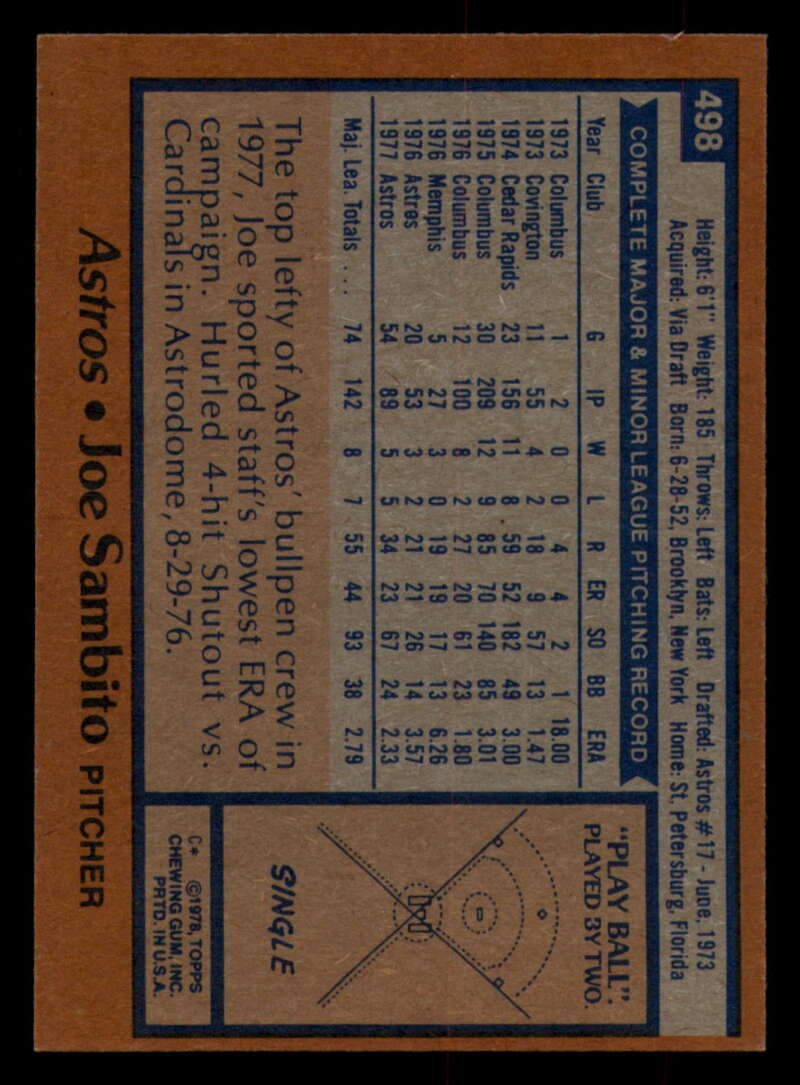 498
Height: 6'1" Weight: 185 Throws: Left Bats: Left Drafted: Astros #17 - June, 1973
Acquired: Via Draft Born: 6-28-52, Brooklyn, New York Home: St. Petersburg, Florida
COMPLETE MAJOR & MINOR LEAGUE PITCHING RECORD
Year Club G IP W L R ER SO BB ERA
1973 Columbus 1 2 0 0 4 4 2 1 18.00
1973 Covington 11 55 4 2 18 9 57 13 1.47
1974 Cedar Rapids 23 156 11 8 59 52 182 49 3.00
1975 Columbus 30 209 12 9 85 70 140 85 3.01
1976 Columbus 12 100 8 2 27 20 61 23 1.80
1976 Memphis 5 27 3 0 19 19 17 13 6.26
1976 Astros 20 53 3 2 21 21 26 14 3.57
1977 Astros 54 89 5 5 34 23 67 24 2.33
Maj. Lea. Totals ... 74 142 8 7 55 44 93 38 2.79
The top lefty of Astros' bullpen crew in
1977, Joe sported staff's lowest ERA of
campaign. Hurled 4-hit Shutout vs.
Cardinals in Astrodome, 8-29-76.
"PLAY BALL".
PLAYED BY TWO.
SINGLE
C* ©1978, TOPPS
CHEWING GUM, INC.
PRTD. IN U.S.A.
Astros • Joe Sambito PITCHER